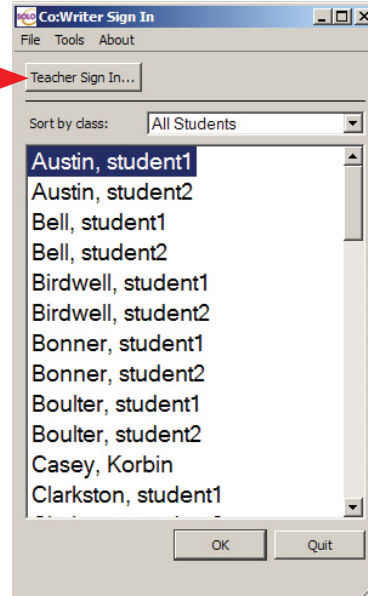 SOLO Co:Writer Sign In
File Tools About
Teacher Sign In...
Sort by class: All Students
Austin, student1
Austin, student2
Bell, student1
Bell, student2
Birdwell, student1
Birdwell, student2
Bonner, student1
Bonner, student2
Boulter, student1
Boulter, student2
Casey, Korbin
Clarkston, student1
OK Quit